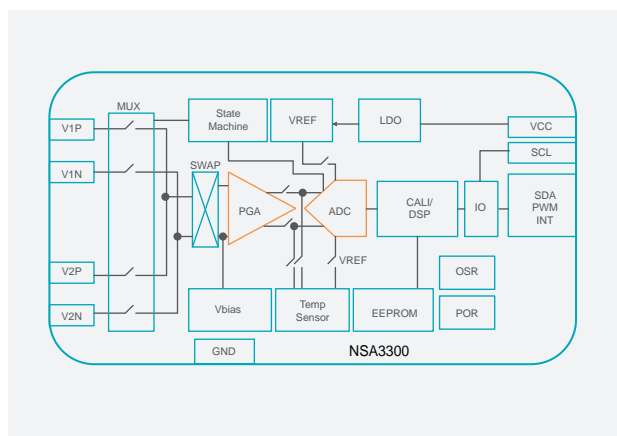 MUX
State
Machine
VREF
LDO
V1P
VCC
SCL
V1N
SWAP
PGA
ADC
CALI/
DSP
IO
SDA
PWM
INT
V2P
VREF
OSR
V2N
Vbias
Temp
Sensor
EEPROM
POR
GND
NSA3300